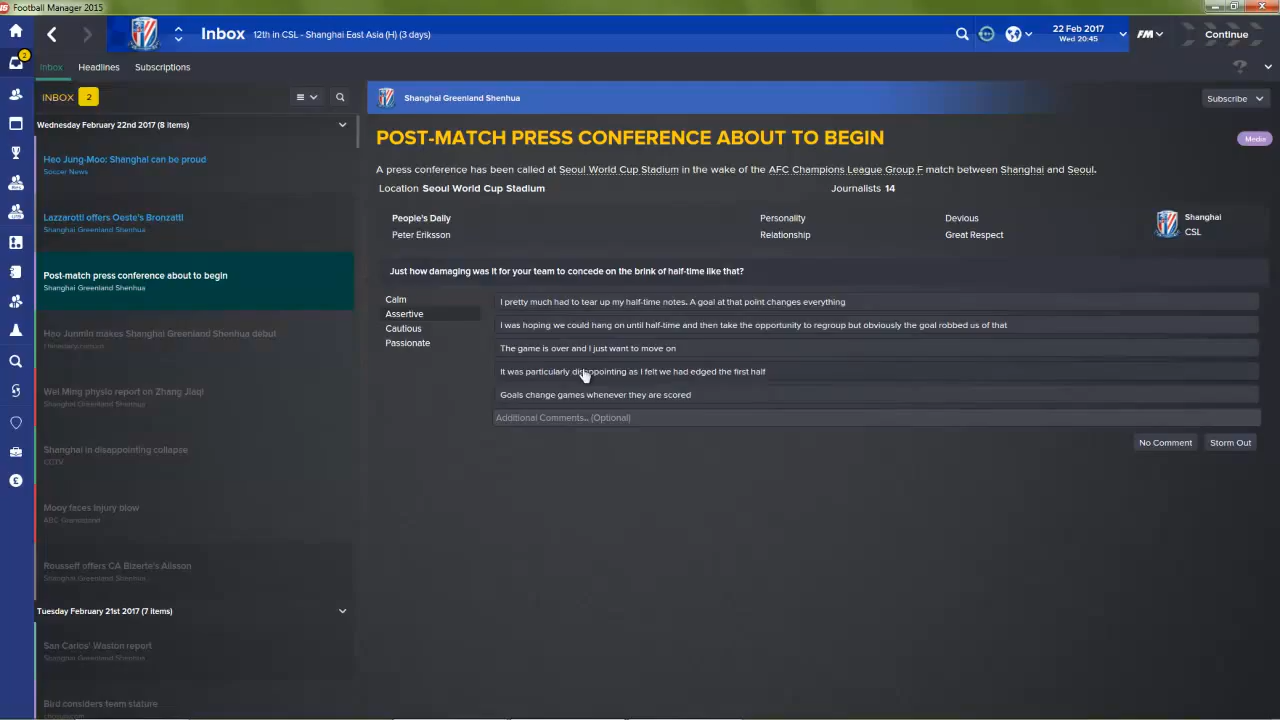 Football Manager 2015
Inbox 12th in CSL - Shanghai East Asia (H) (3 days)
22 Feb 2017
Wed 20:45
FM
Continue
2
Inbox Headlines Subscriptions
INBOX 2
Wednesday February 22nd 2017 (8 items)
Heo Jung-Moo: Shanghai can be proud
Soccer News
Lazzarotti offers Oeste's Bronzatti
Shanghai Greenland Shenhua
Post-match press conference about to begin
Shanghai Greenland Shenhua
Heo Junmin makes Shanghai Greenland Shenhua debut
Wei Ming physio report on Zhang Jiaqi
Shanghai Greenland Shenhua
Shanghai in disappointing collapse
CCTV
Mooy faces injury blow
ABC Grandstand
Rousseff offers CA Bizerte's Alisson
Shanghai Greenland Shenhua
Tuesday February 21st 2017 (7 items)
San Carlos' Waston report
Shanghai Greenland Shenhua
Bird considers team stature
Shanghai Greenland Shenhua
Subscribe
POST-MATCH PRESS CONFERENCE ABOUT TO BEGIN
Media
A press conference has been called at Seoul World Cup Stadium in the wake of the AFC Champions League Group F match between Shanghai and Seoul.
Location Seoul World Cup Stadium Journalists 14
People's Daily Personality Devious Shanghai
Peter Eriksson Relationship Great Respect CSL
Just how damaging was it for your team to concede on the brink of half-time like that?
Calm
Assertive
Cautious
Passionate
I pretty much had to tear up my half-time notes. A goal at that point changes everything
I was hoping we could hang on until half-time and then take the opportunity to regroup but obviously the goal robbed us of that
The game is over and I just want to move on
It was particularly disappointing as I felt we had edged the first half
Goals change games whenever they are scored
Additional Comments.. (Optional)
No Comment Storm Out